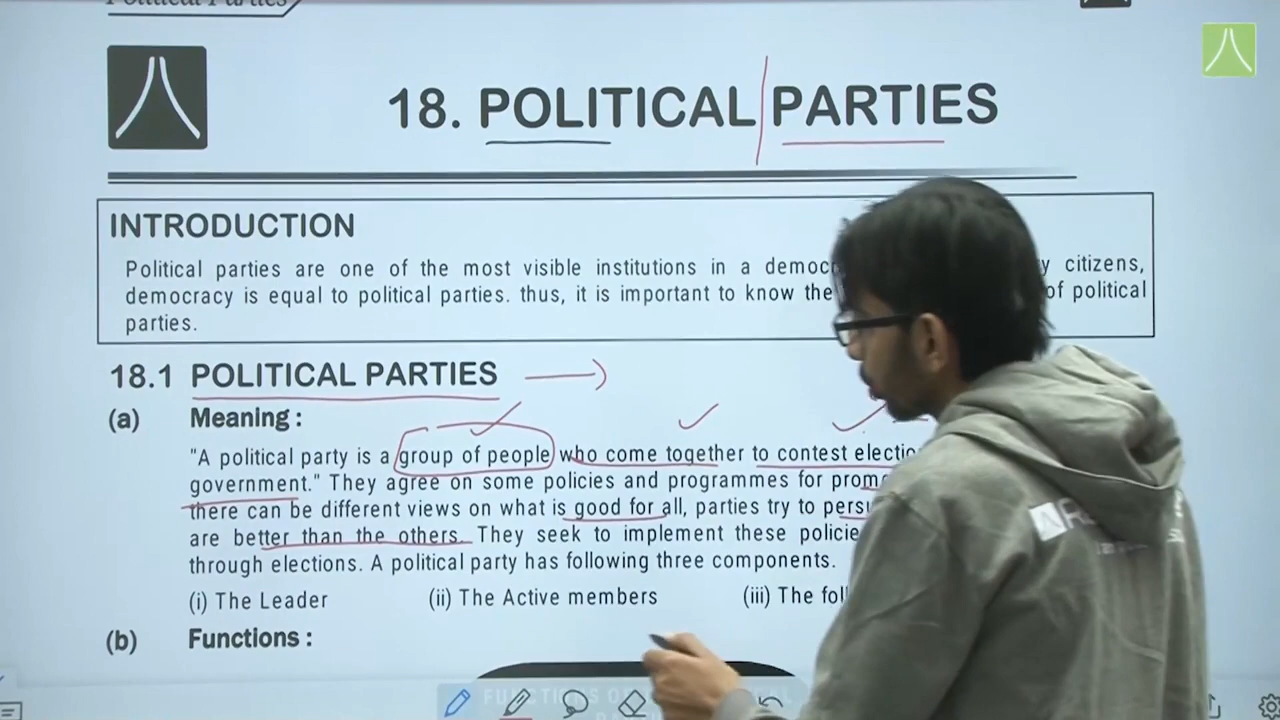 Political Parties
18. POLITICAL PARTIES
INTRODUCTION
Political parties are one of the most visible institutions in a democ y citizens,
democracy is equal to political parties. thus, it is important to know the of political
parties.
18.1 POLITICAL PARTIES
(a) Meaning :
"A political party is a group of people who come together to contest electio
government." They agree on some policies and programmes for prom
there can be different views on what is good for all, parties try to persu
are better than the others. They seek to implement these policie
through elections. A political party has following three components.
(i) The Leader (ii) The Active members (iii) The fol
(b) Functions :